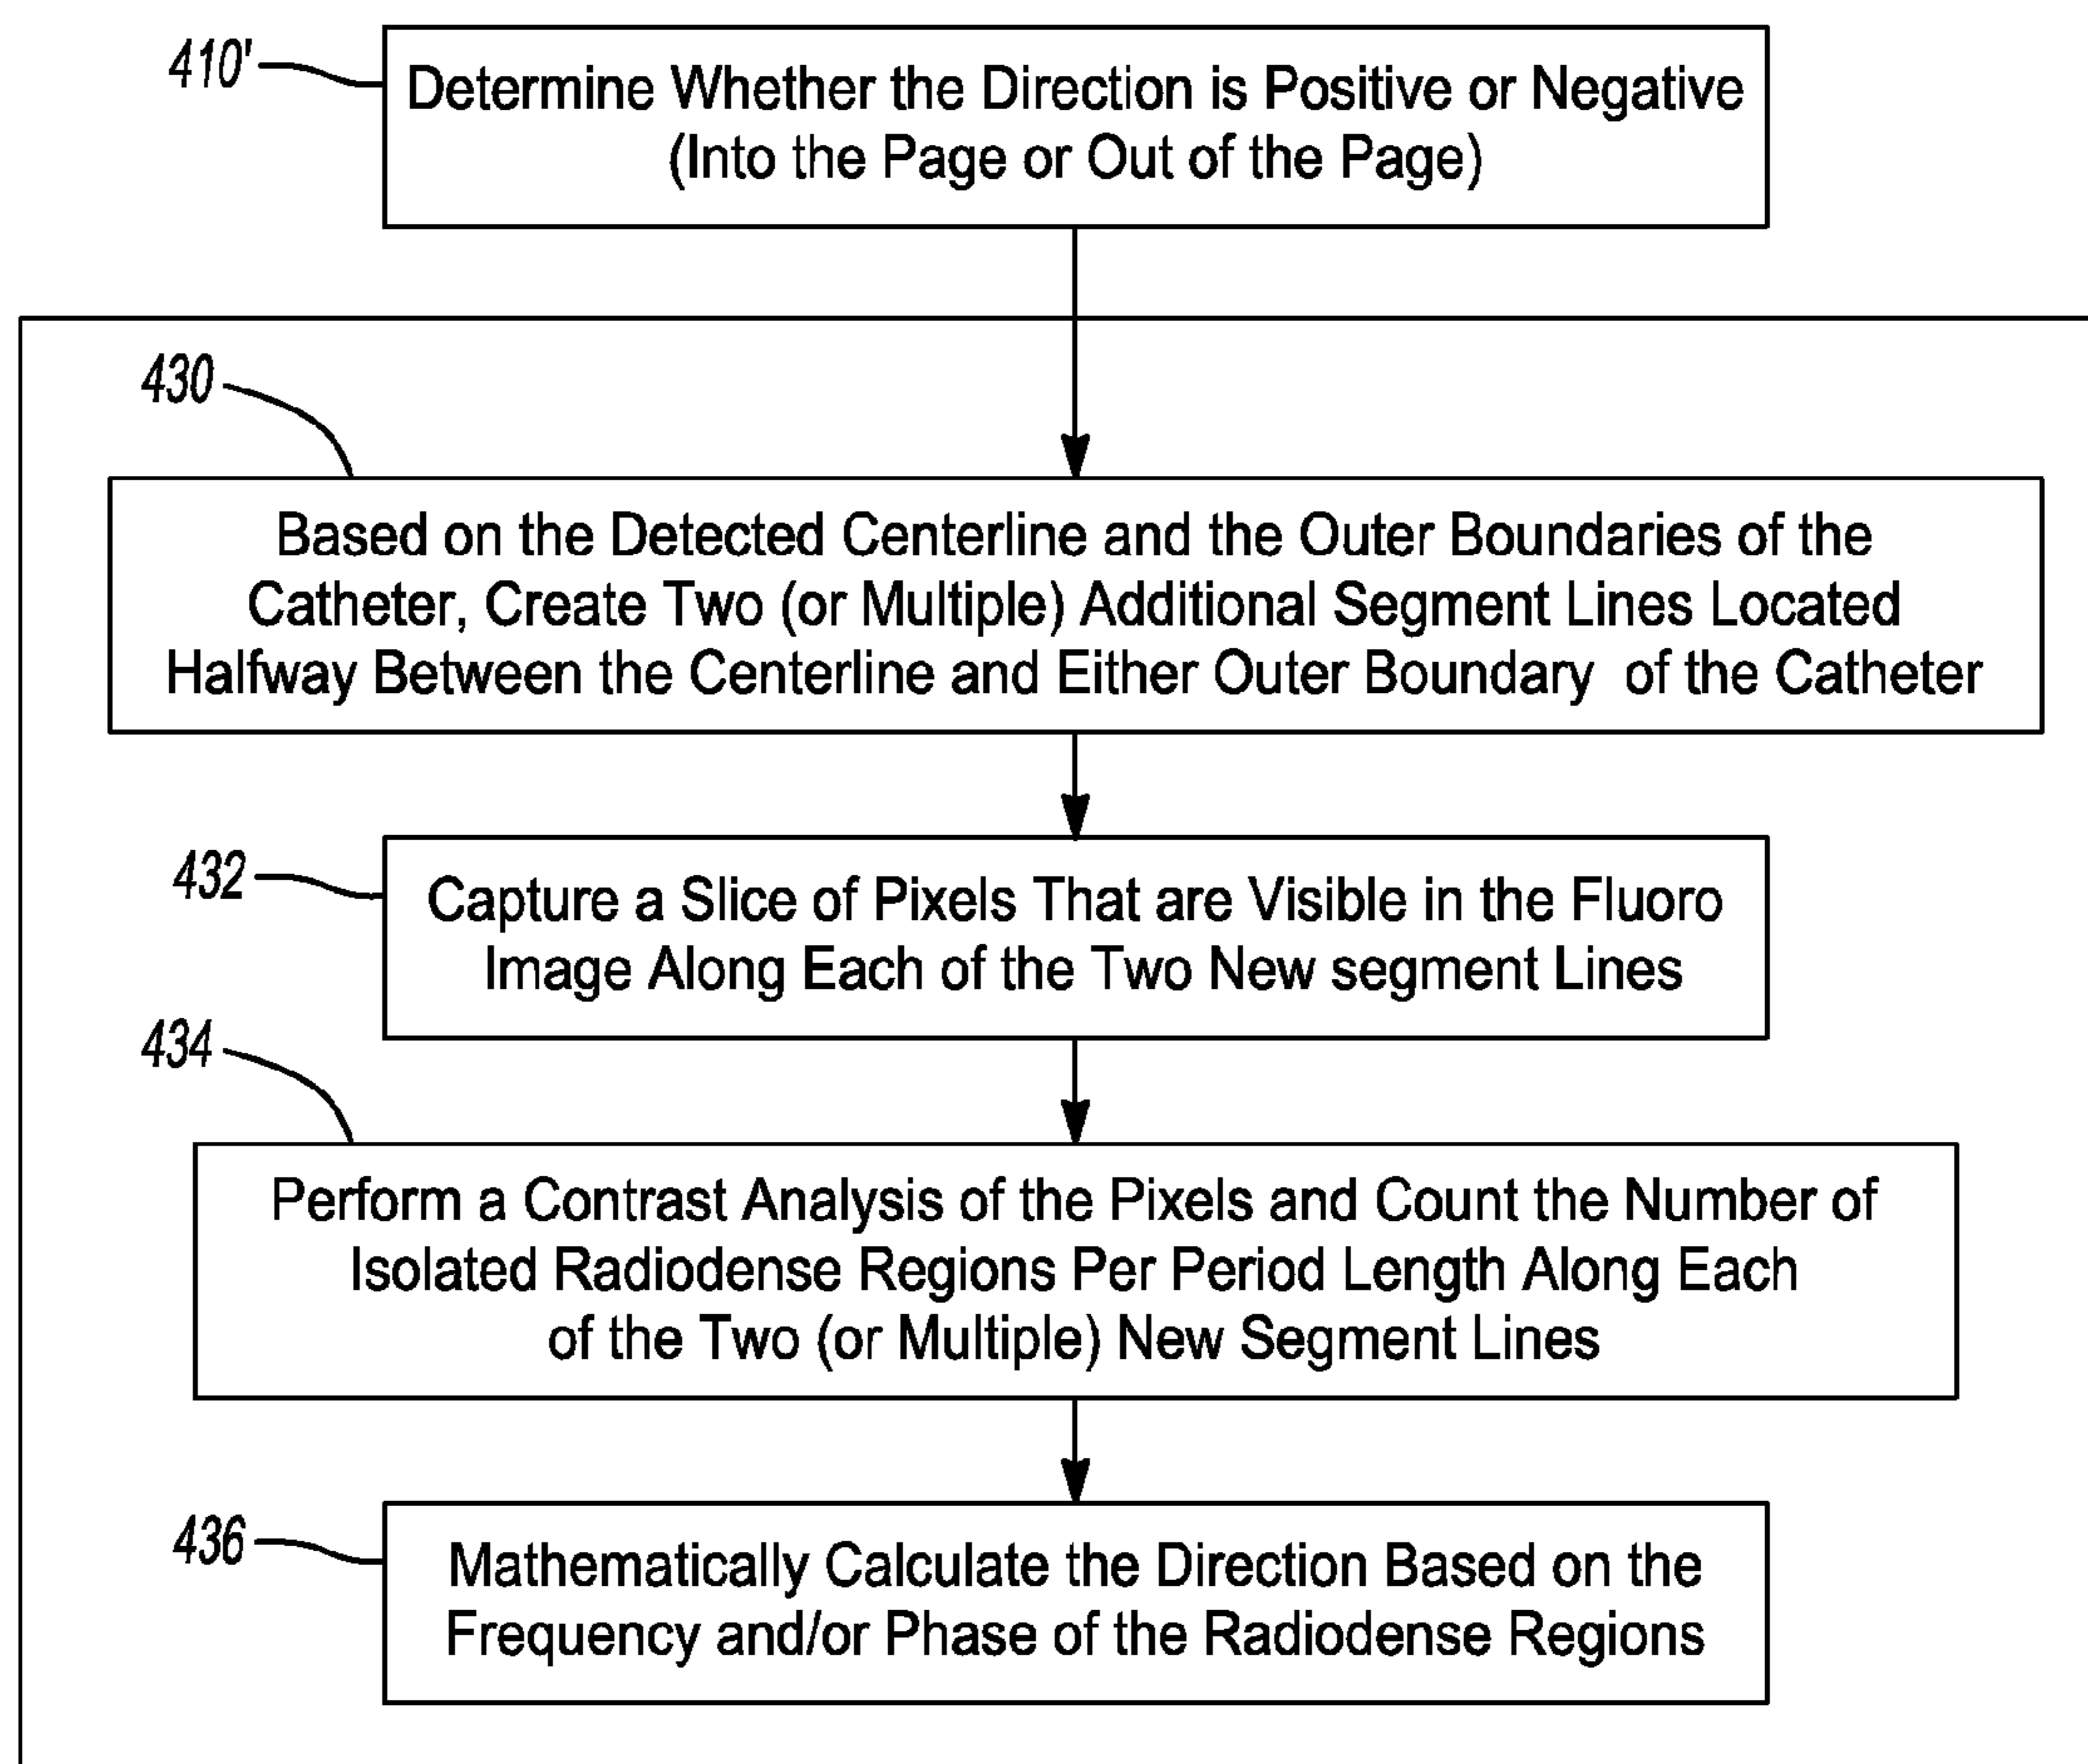 410'
Determine Whether the Direction is Positive or Negative
(Into the Page or Out of the Page)
430
Based on the Detected Centerline and the Outer Boundaries of the
Catheter, Create Two (or Multiple) Additional Segment Lines Located
Halfway Between the Centerline and Either Outer Boundary of the Catheter
432
Capture a Slice of Pixels That are Visible in the Fluoro
Image Along Each of the Two New segment Lines
434
Perform a Contrast Analysis of the Pixels and Count the Number of
Isolated Radiodense Regions Per Period Length Along Each
of the Two (or Multiple) New Segment Lines
436
Mathematically Calculate the Direction Based on the
Frequency and/or Phase of the Radiodense Regions